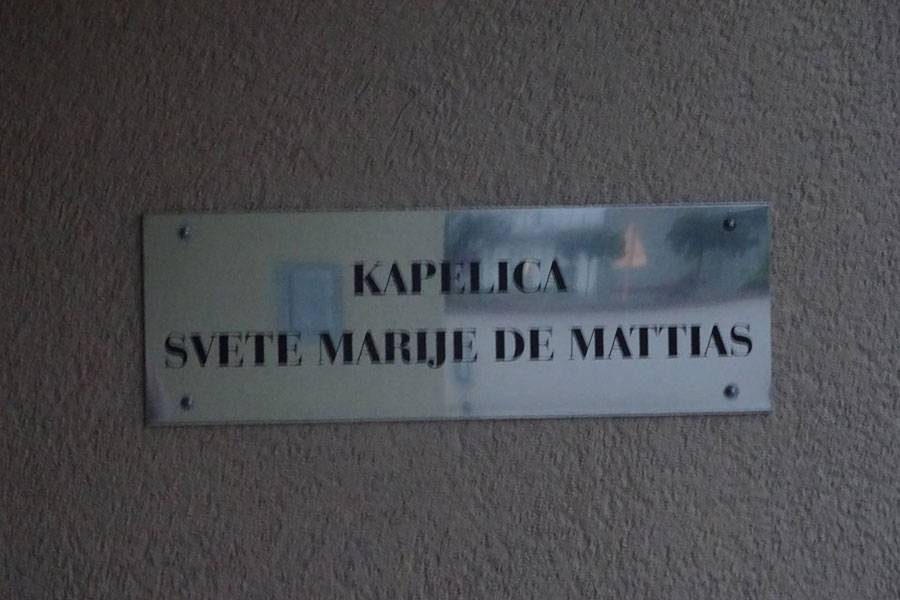 KAPELICA
SVETE MARIJE DE MATTIAS